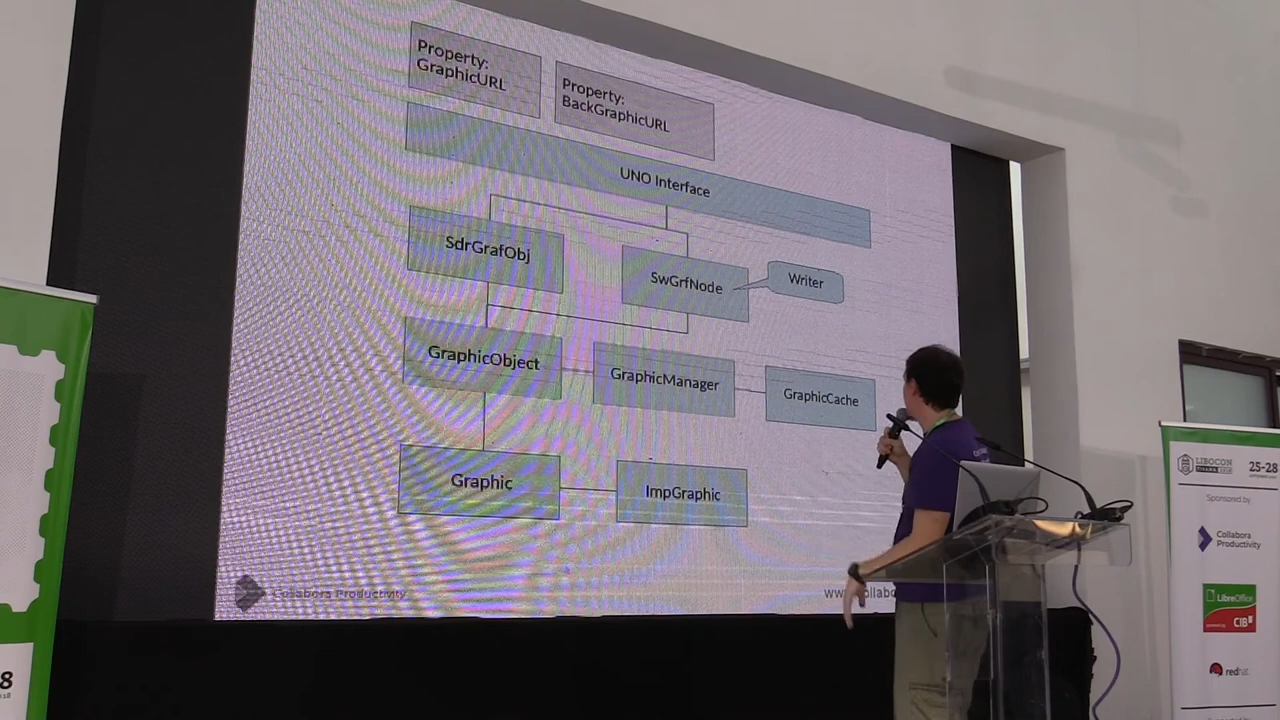 Property:
GraphicURL
Property:
BackGraphicURL
UNO Interface
SdrGrafObj
SwGrfNode
Writer
GraphicObject
GraphicManager
GraphicCache
Graphic
ImpGraphic
Collabora Productivity
LIBOCON
25-28
Sponsored by
Collabora
Productivity
LibreOffice
CIB
redhat
8